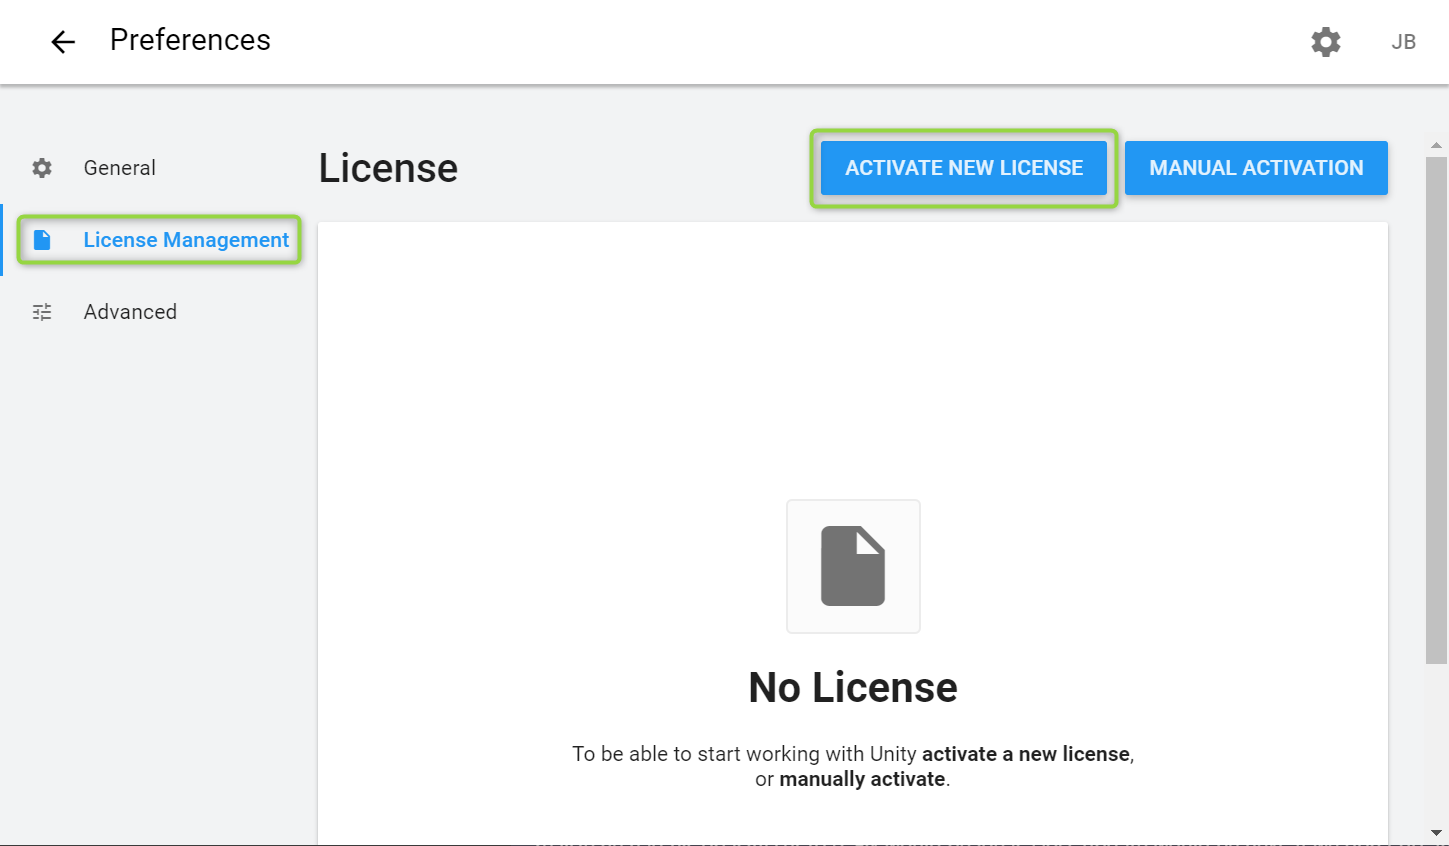 Preferences
JB
General
License Management
Advanced
License
ACTIVATE NEW LICENSE
MANUAL ACTIVATION
No License
To be able to start working with Unity activate a new license,
or manually activate.